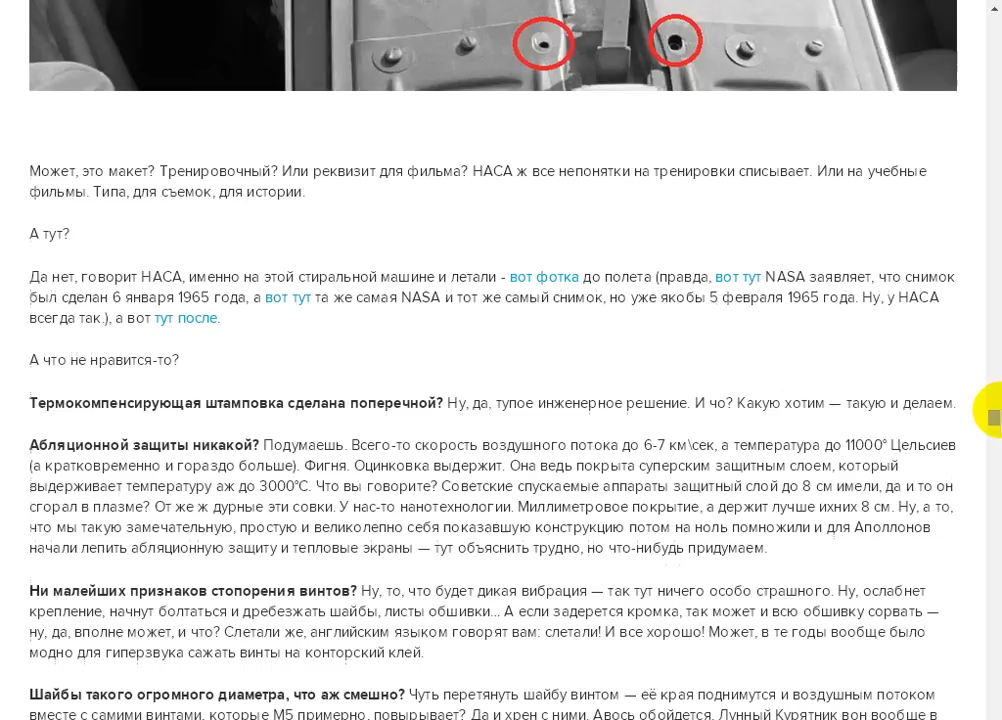 Может, это макет? Тренировочный? Или реквизит для фильма? НАСА ж все непонятки на тренировки списывает. Или на учебные
фильмы. Типа, для съемок, для истории.
А тут?
Да нет, говорит НАСА, именно на этой стиральной машине и летали - вот фотка до полета (правда, вот тут NASA заявляет, что снимок
был сделан 6 января 1965 года, а вот тут та же самая NASA и тот же самый снимок, но уже якобы 5 февраля 1965 года. Ну, у НАСА
всегда так.), а вот тут после.
А что не нравится-то?
Термокомпенсирующая штамповка сделана поперечной? Ну, да, тупое инженерное решение. И чо? Какую хотим — такую и делаем.
Абляционной защиты никакой? Подумаешь. Всего-то скорость воздушного потока до 6-7 км\сек, а температура до 11000° Цельсиев
(а кратковременно и гораздо больше). Фигня. Оцинковка выдержит. Она ведь покрыта суперским защитным слоем, который
выдерживает температуру аж до 3000°С. Что вы говорите? Советские спускаемые аппараты защитный слой до 8 см имели, да и то он
сгорал в плазме? От же ж дурные эти совки. У нас-то нанотехнологии. Миллиметровое покрытие, а держит лучше ихних 8 см. Ну, а то,
что мы такую замечательную, простую и великолепно себя показавшую конструкцию потом на ноль помножили и для Аполлонов
начали лепить абляционную защиту и тепловые экраны — тут объяснить трудно, но что-нибудь придумаем.
Ни малейших признаков стопорения винтов? Ну, то, что будет дикая вибрация — так тут ничего особо страшного. Ну, ослабнет
крепление, начнут болтаться и дребезжать шайбы, листы обшивки... А если задерется кромка, так может и всю обшивку сорвать —
ну, да, вполне может, и что? Слетали же, английским языком говорят вам: слетали! И все хорошо! Может, в те годы вообще было
модно для гиперзвука сажать винты на конторский клей.
Шайбы такого огромного диаметра, что аж смешно? Чуть перетянуть шайбу винтом — её края поднимутся и воздушным потоком
вместе с самими винтами, которые М5 примерно, повырывает? Да и хрен с ними. Авось обойдется. Лунный Курятник вон вообще в